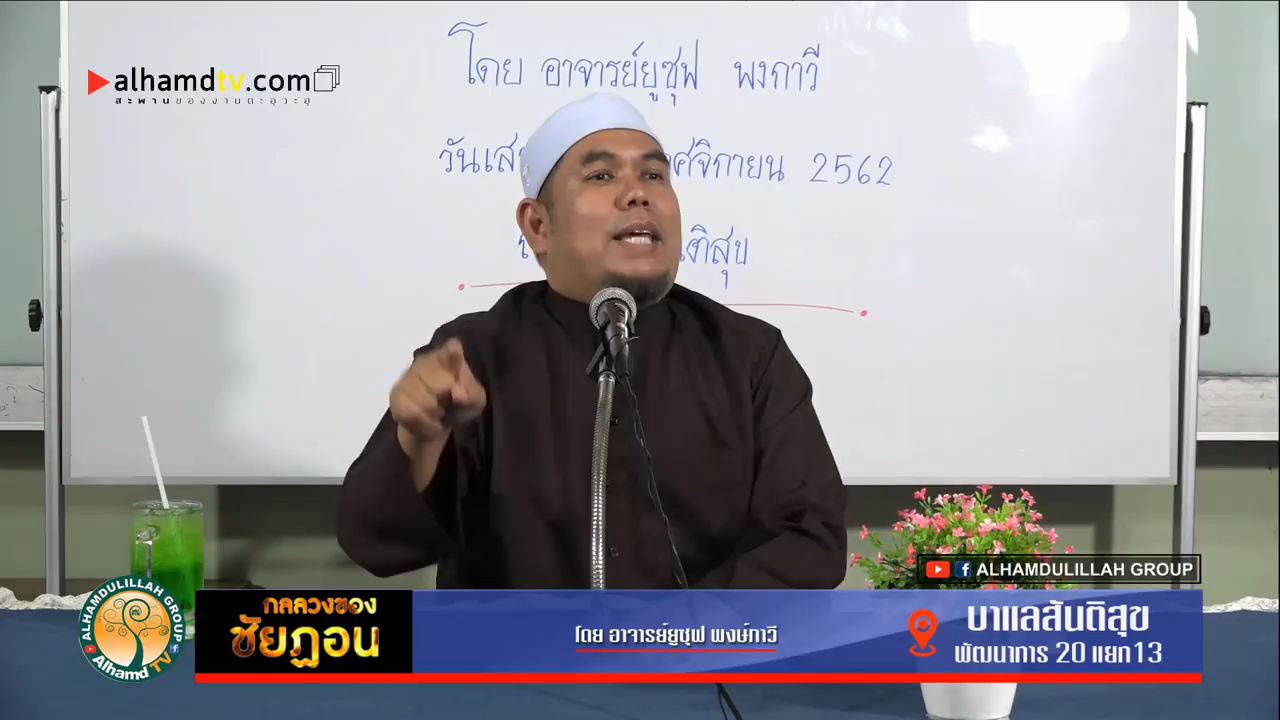 โดย อาจารย์ยูซุฟ พงกาวี
alhamdtv.com
สะพานของงานดะอฺวะฮฺ
วันเส ศจิกายน 2562
ติสุข
ALHAMDULILLAH GROUP
ALHAMDULILLAH GROUP
Alhamd TV
กลลวงของ
ชัยฏอน
โดย อาจารย์ยูซุฟ พงษ์กาวี
บาแลสันติสุข
พัฒนาการ 20 แยก13